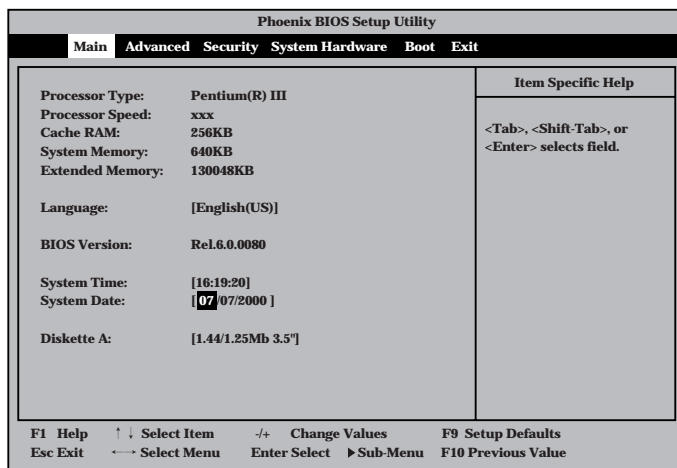 Phoenix BIOS Setup Utility
Main Advanced Security System Hardware Boot Exit
Item Specific Help
<Tab>, <Shift-Tab>, or
<Enter> selects field.
Processor Type: Pentium(R) III
Processor Speed: xxx
Cache RAM: 256KB
System Memory: 640KB
Extended Memory: 130048KB
Language: [English(US)]
BIOS Version: Rel.6.0.0080
System Time: [16:19:20]
System Date: [ 07/07/2000 ]
Diskette A: [1.44/1.25Mb 3.5"]
F1 Help ↑↓ Select Item -/+ Change Values F9 Setup Defaults
Esc Exit ←→ Select Menu Enter Select ▶Sub-Menu F10 Previous Value